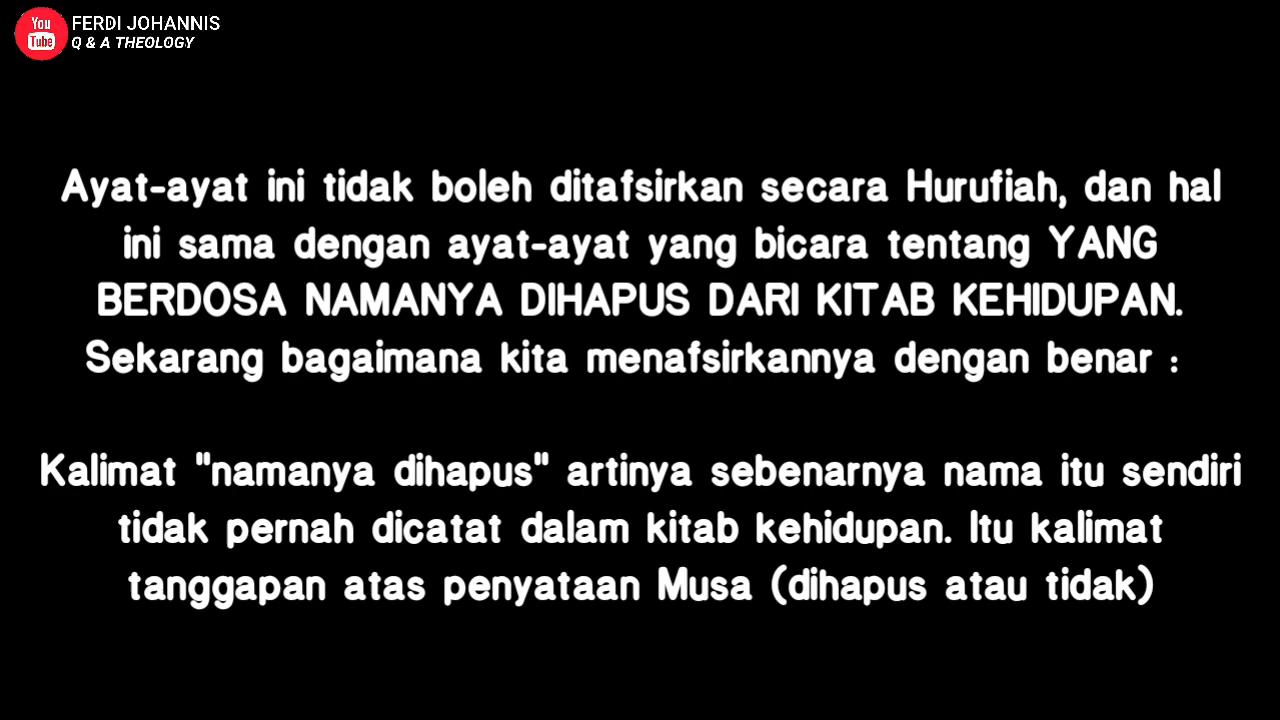 You
Tube
FERDI JOHANNIS
Q & A THEOLOGY
Ayat-ayat ini tidak boleh ditafsirkan secara Hurufiah, dan hal
ini sama dengan ayat-ayat yang bicara tentang YANG
BERDOSA NAMANYA DIHAPUS DARI KITAB KEHIDUPAN.
Sekarang bagaimana kita menafsirkannya dengan benar :
Kalimat "namanya dihapus" artinya sebenarnya nama itu sendiri
tidak pernah dicatat dalam kitab kehidupan. Itu kalimat
tanggapan atas penyataan Musa (dihapus atau tidak)